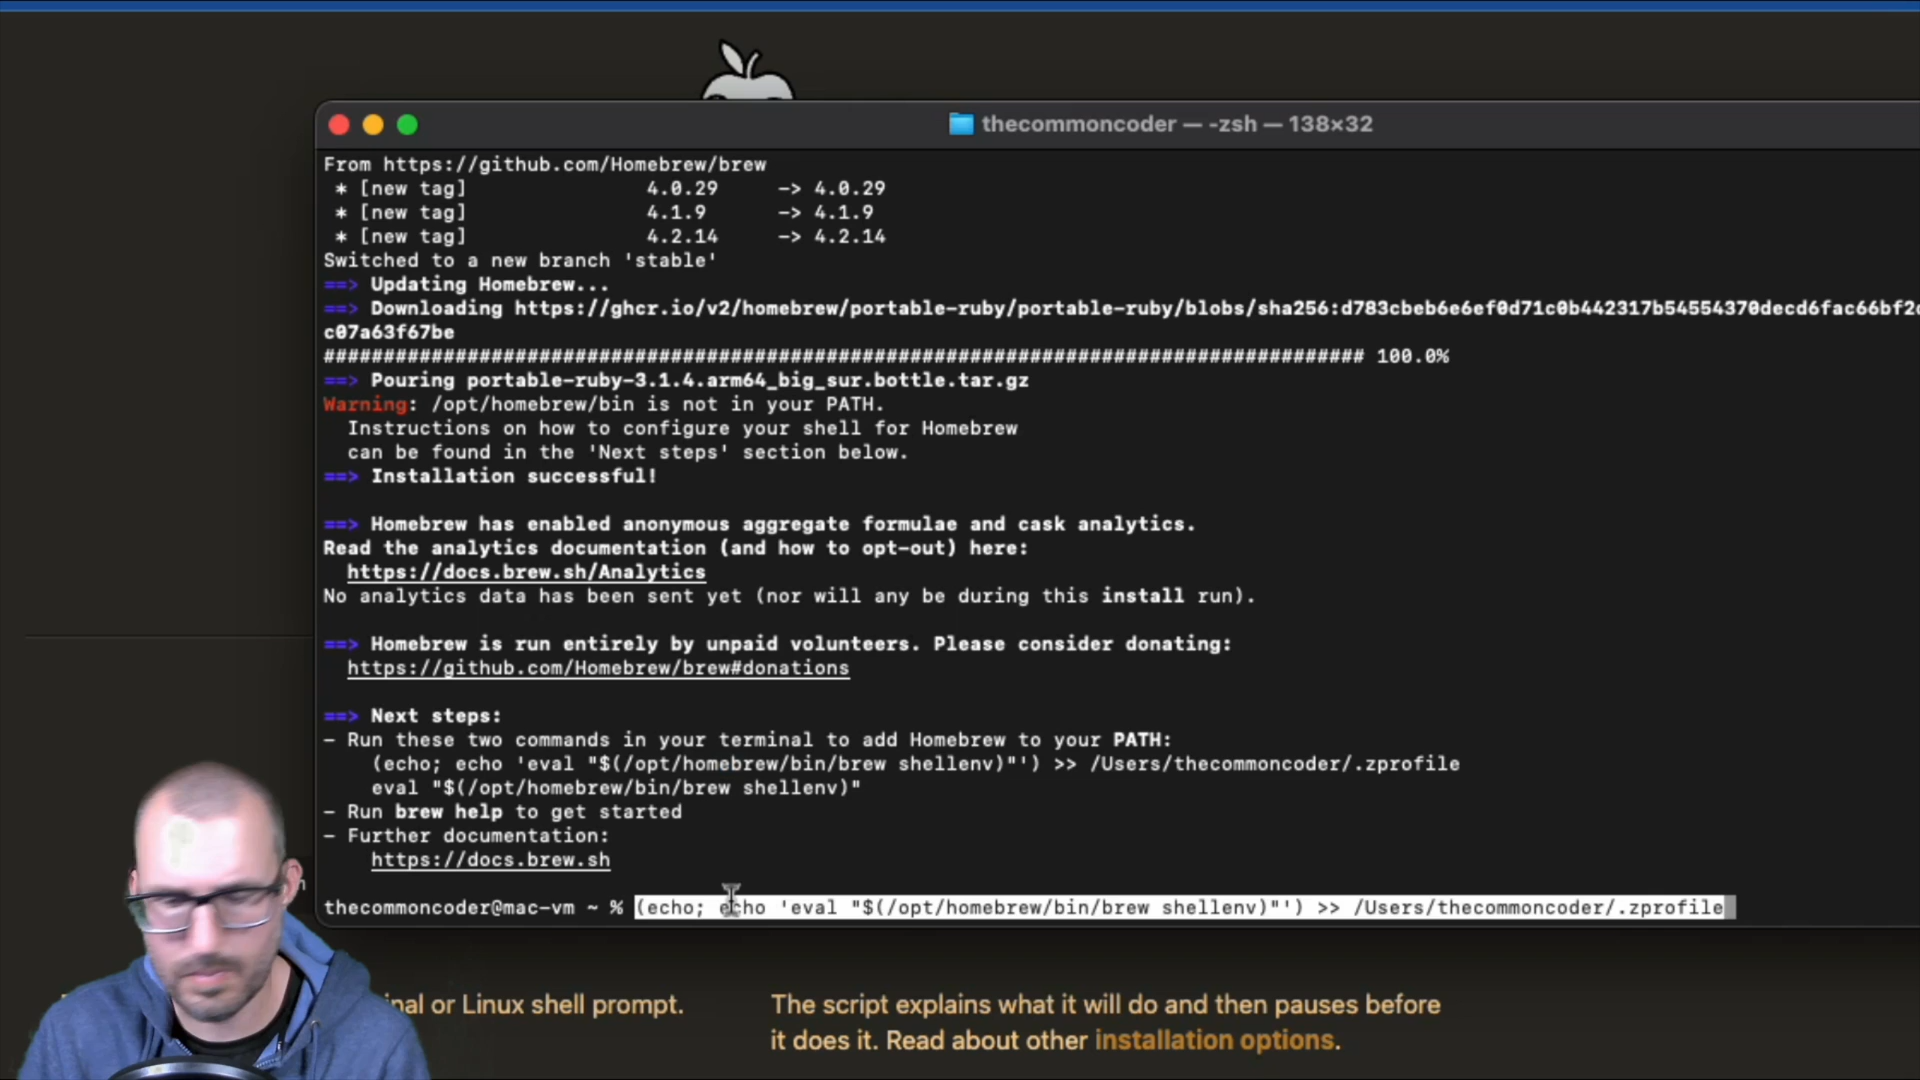 thecommoncoder — -zsh — 138×32
From https://github.com/Homebrew/brew
* [new tag] 4.0.29 -> 4.0.29
* [new tag] 4.1.9 -> 4.1.9
* [new tag] 4.2.14 -> 4.2.14
Switched to a new branch 'stable'
==> Updating Homebrew...
==> Downloading https://ghcr.io/v2/homebrew/portable-ruby/portable-ruby/blobs/sha256:d783cbeb6e6ef0d71c0b442317b54554370decd6fac66bf2
c07a63f67be
####################################################################################### 100.0%
==> Pouring portable-ruby-3.1.4.arm64_big_sur.bottle.tar.gz
Warning: /opt/homebrew/bin is not in your PATH.
Instructions on how to configure your shell for Homebrew
can be found in the 'Next steps' section below.
==> Installation successful!
==> Homebrew has enabled anonymous aggregate formulae and cask analytics.
Read the analytics documentation (and how to opt-out) here:
https://docs.brew.sh/Analytics
No analytics data has been sent yet (nor will any be during this install run).
==> Homebrew is run entirely by unpaid volunteers. Please consider donating:
https://github.com/Homebrew/brew#donations
==> Next steps:
- Run these two commands in your terminal to add Homebrew to your PATH:
(echo; echo 'eval "$(/opt/homebrew/bin/brew shellenv)"') >> /Users/thecommoncoder/.zprofile
eval "$(/opt/homebrew/bin/brew shellenv)"
- Run brew help to get started
- Further documentation:
https://docs.brew.sh
thecommoncoder@mac-vm ~ % (echo; echo 'eval "$(/opt/homebrew/bin/brew shellenv)"') >> /Users/thecommoncoder/.zprofile
nal or Linux shell prompt.
The script explains what it will do and then pauses before
it does it. Read about other installation options.